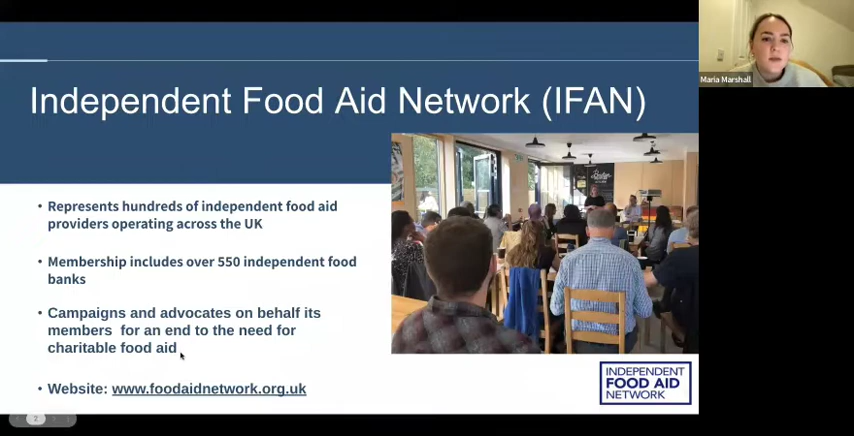 Independent Food Aid Network (IFAN)
Maria Marshall
• Represents hundreds of independent food aid
providers operating across the UK
• Membership includes over 550 independent food
banks
• Campaigns and advocates on behalf its
members for an end to the need for
charitable food aid
• Website: www.foodaidnetwork.org.uk
INDEPENDENT
FOOD AID
NETWORK
2